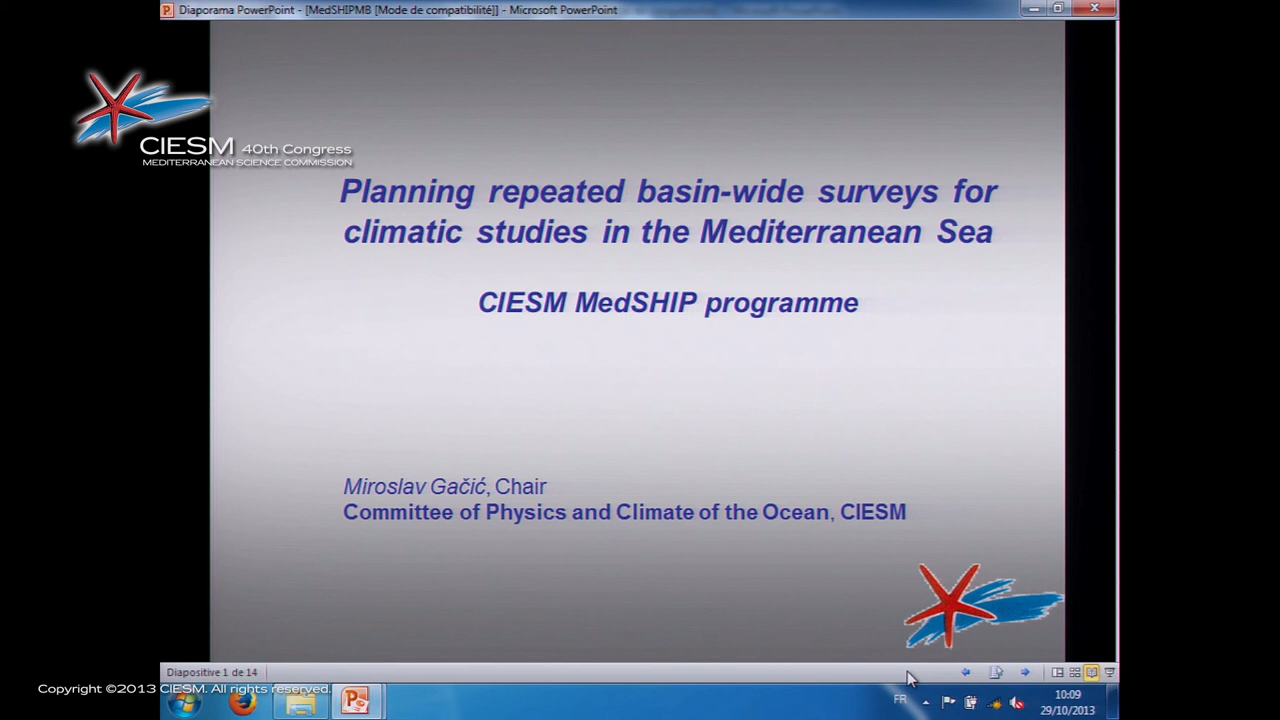 Diaporama PowerPoint - [MedSHIPMB [Mode de compatibilité]] - Microsoft PowerPoint
CIESM 40th Congress
MEDITERRANEAN SCIENCE COMMISSION
Planning repeated basin-wide surveys for
climatic studies in the Mediterranean Sea
CIESM MedSHIP programme
Miroslav Gačić, Chair
Committee of Physics and Climate of the Ocean, CIESM
Diapositive 1 de 14
Copyright ©2013 CIESM. All rights reserved.
FR
10:09
29/10/2013